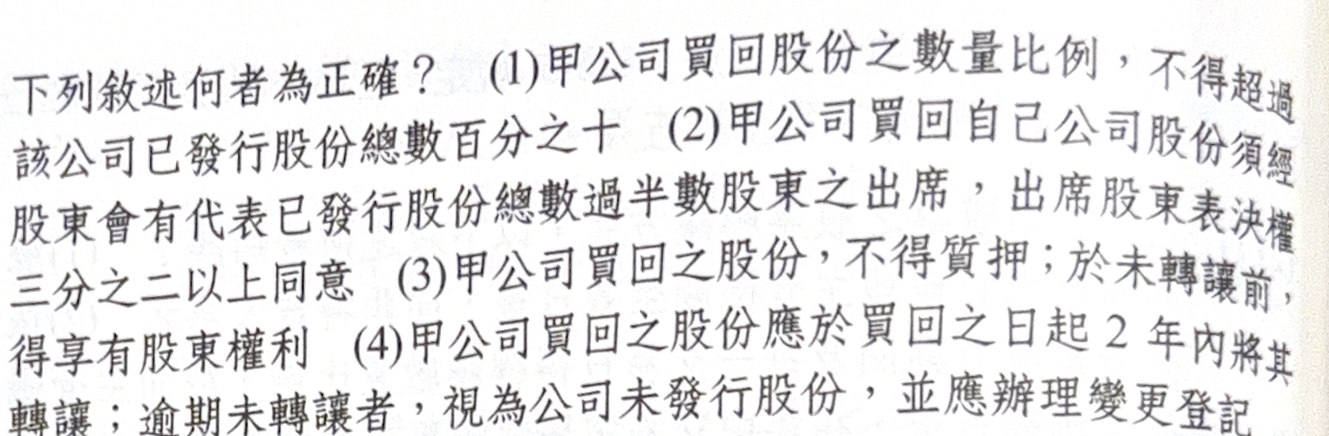 下列敘述何者為正確？ (1)甲公司買回股份之數量比例，不得超過
該公司已發行股份總數百分之十 (2)甲公司買回自己公司股份須經
股東會有代表已發行股份總數過半數股東之出席，出席股東表決權
三分之二以上同意 (3)甲公司買回之股份，不得質押；於未轉讓前，
得享有股東權利 (4)甲公司買回之股份應於買回之日起 2 年內將其
轉讓；逾期未轉讓者，視為公司未發行股份，並應辦理變更登記